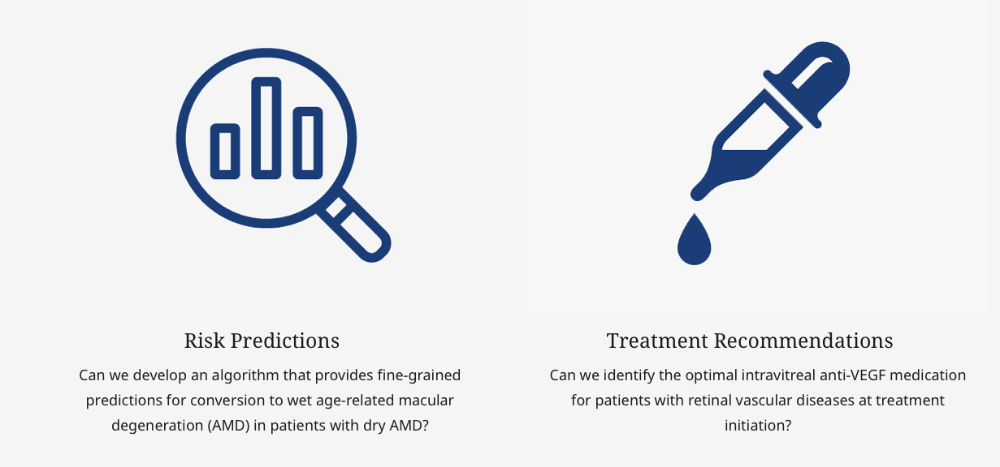 Risk Predictions
Can we develop an algorithm that provides fine-grained
predictions for conversion to wet age-related macular
degeneration (AMD) in patients with dry AMD?
Treatment Recommendations
Can we identify the optimal intravitreal anti-VEGF medication
for patients with retinal vascular diseases at treatment
initiation?